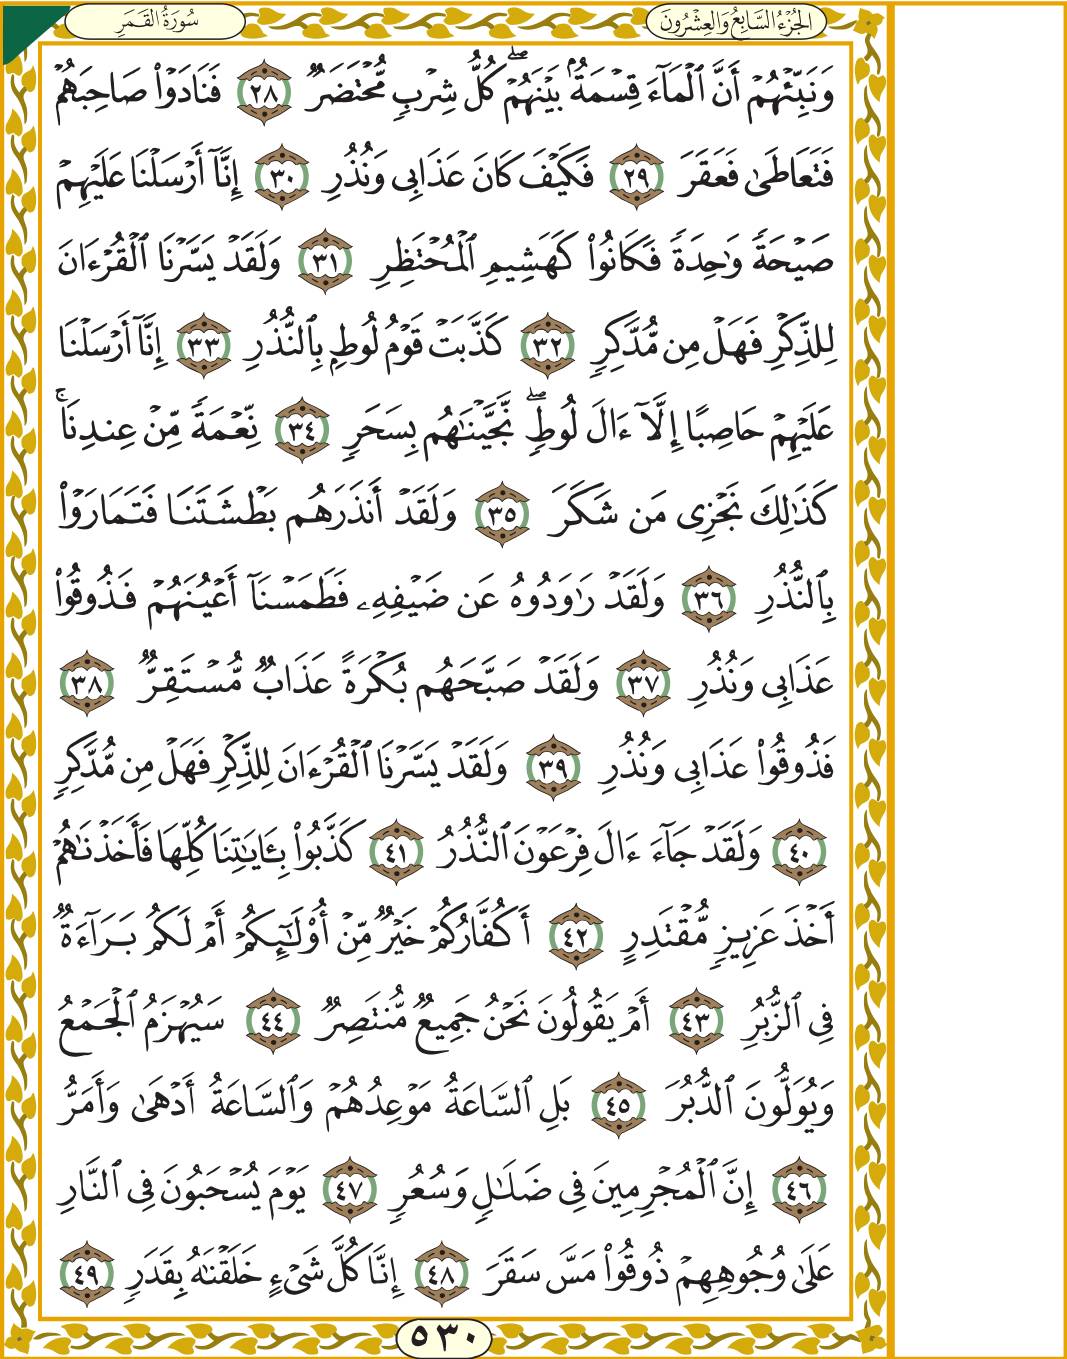 سُورَةُ القَمَرِ
الجُزْءُ السَّابِعُ وَالعِشْرُونَ
وَنَبِّئْهُمْ أَنَّ ٱلْمَآءَ قِسْمَةٌۢ بَيْنَهُمْ ۖ كُلُّ شِرْبٍ مُّحْتَضَرٌ ٢٨ فَنَادَوْا۟ صَاحِبَهُمْ
فَتَعَاطَىٰ فَعَقَرَ ٢٩ فَكَيْفَ كَانَ عَذَابِى وَنُذُرِ ٣٠ إِنَّآ أَرْسَلْنَا عَلَيْهِمْ
صَيْحَةً وَٰحِدَةً فَكَانُوا۟ كَهَشِيمِ ٱلْمُحْتَظِرِ ٣١ وَلَقَدْ يَسَّرْنَا ٱلْقُرْءَانَ
لِلذِّكْرِ فَهَلْ مِن مُّدَّكِرٍ ٣٢ كَذَّبَتْ قَوْمُ لُوطٍۭ بِٱلنُّذُرِ ٣٣ إِنَّآ أَرْسَلْنَا
عَلَيْهِمْ حَاصِبًا إِلَّآ ءَالَ لُوطٍ ۖ نَّجَّيْنَٰهُم بِسَحَرٍ ٣٤ نِّعْمَةً مِّنْ عِندِنَا ۚ
كَذَٰلِكَ نَجْزِى مَن شَكَرَ ٣٥ وَلَقَدْ أَنذَرَهُم بَطْشَتَنَا فَتَمَارَوْا۟
بِٱلنُّذُرِ ٣٦ وَلَقَدْ رَٰوَدُوهُ عَن ضَيْفِهِۦ فَطَمَسْنَآ أَعْيُنَهُمْ فَذُوقُوا۟
عَذَابِى وَنُذُرِ ٣٧ وَلَقَدْ صَبَّحَهُم بُكْرَةً عَذَابٌ مُّسْتَقِرٌّ ٣٨
فَذُوقُوا۟ عَذَابِى وَنُذُرِ ٣٩ وَلَقَدْ يَسَّرْنَا ٱلْقُرْءَانَ لِلذِّكْرِ فَهَلْ مِن مُّدَّكِرٍ
٤٠ وَلَقَدْ جَآءَ ءَالَ فِرْعَوْنَ ٱلنُّذُرُ ٤١ كَذَّبُوا۟ بِـَٔايَٰتِنَا كُلِّهَا فَأَخَذْنَٰهُمْ
أَخْذَ عَزِيزٍ مُّقْتَدِرٍ ٤٢ أَكُفَّارُكُمْ خَيْرٌ مِّنْ أُو۟لَٰٓئِكُمْ أَمْ لَكُم بَرَآءَةٌ
فِى ٱلزُّبُرِ ٤٣ أَمْ يَقُولُونَ نَحْنُ جَمِيعٌ مُّنتَصِرٌ ٤٤ سَيُهْزَمُ ٱلْجَمْعُ
وَيُوَلُّونَ ٱلدُّبُرَ ٤٥ بَلِ ٱلسَّاعَةُ مَوْعِدُهُمْ وَٱلسَّاعَةُ أَدْهَىٰ وَأَمَرُّ
٤٦ إِنَّ ٱلْمُجْرِمِينَ فِى ضَلَٰلٍ وَسُعُرٍ ٤٧ يَوْمَ يُسْحَبُونَ فِى ٱلنَّارِ
عَلَىٰ وُجُوهِهِمْ ذُوقُوا۟ مَسَّ سَقَرَ ٤٨ إِنَّا كُلَّ شَىْءٍ خَلَقْنَٰهُ بِقَدَرٍ ٤٩
٥٣٠